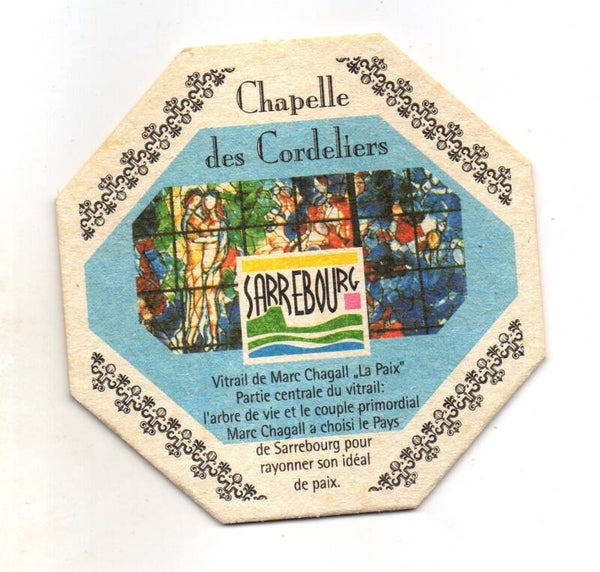 Chapelle
des Cordeliers
SARREBOURG
Vitrail de Marc Chagall „La Paix"
Partie centrale du vitrail:
l'arbre de vie et le couple primordial
Marc Chagall a choisi le Pays
de Sarrebourg pour
rayonner son idéal
de paix.